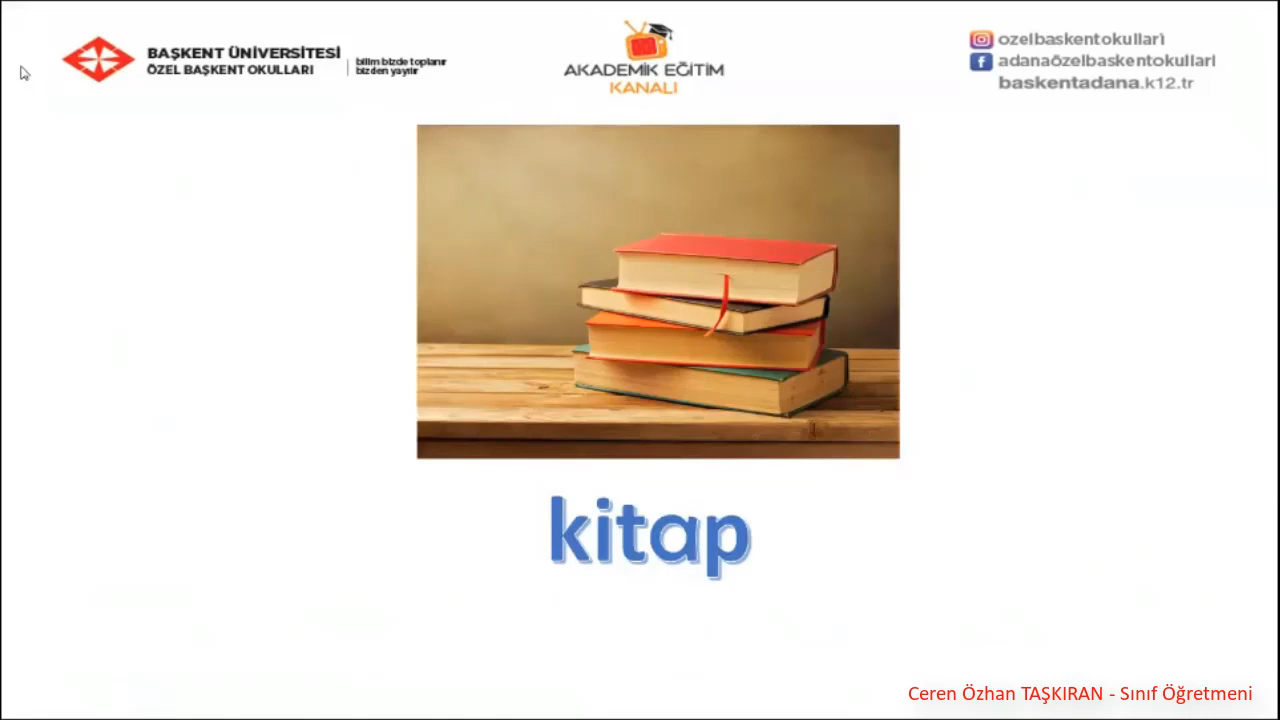 BAŞKENT ÜNİVERSİTESİ
ÖZEL BAŞKENT OKULLARI
bilim bizde toplanır
bizden yayılır
AKADEMİK EĞİTİM
KANALI
ozelbaskentokulları
adanaözelbaskentokullari
baskentadana.k12.tr
kitap
Ceren Özhan TAŞKIRAN - Sınıf Öğretmeni